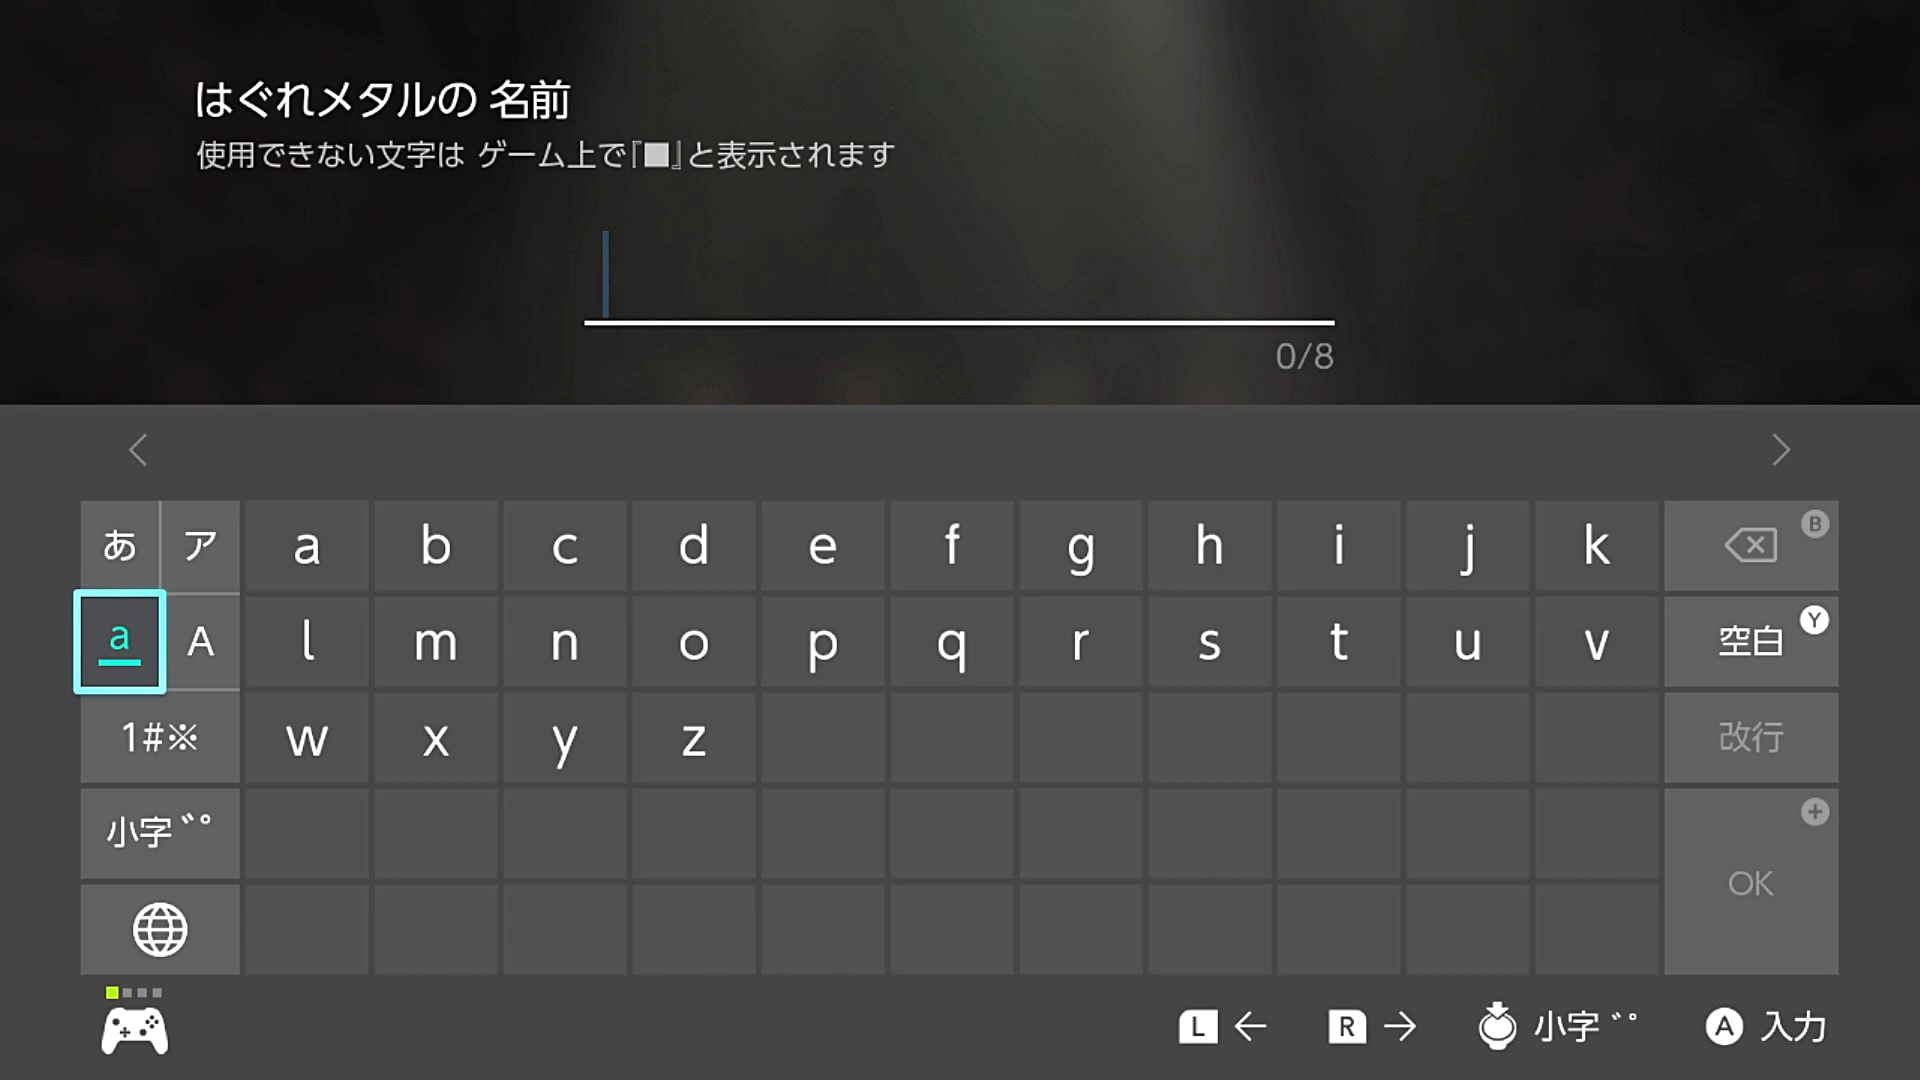 はぐれメタルの 名前
使用できない文字は ゲーム上で『■』と表示されます
0/8
あ ア a b c d e f g h i j k B
a A l m n o p q r s t u v 空白 Y
1#※ w x y z 改行
小字 ゛゜ +
OK
L ← R → 小字 ゛゜ A 入力